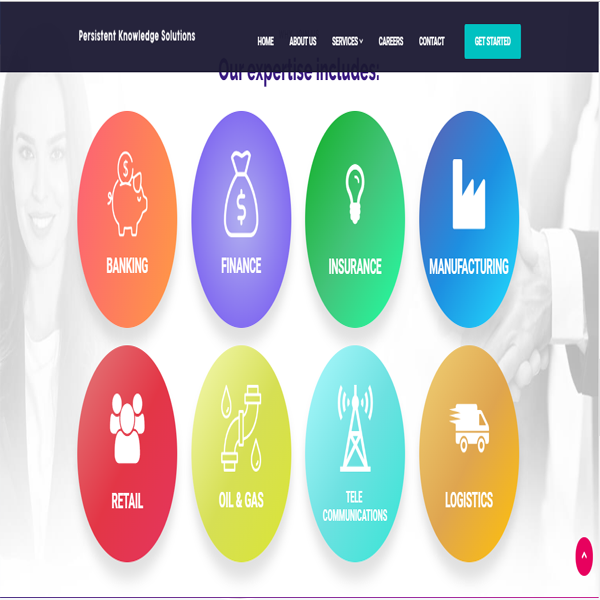 Persistent Knowledge Solutions
HOME ABOUT US SERVICES CAREERS CONTACT GET STARTED
Our expertise includes:
BANKING FINANCE INSURANCE MANUFACTURING
RETAIL OIL & GAS TELE COMMUNICATIONS LOGISTICS